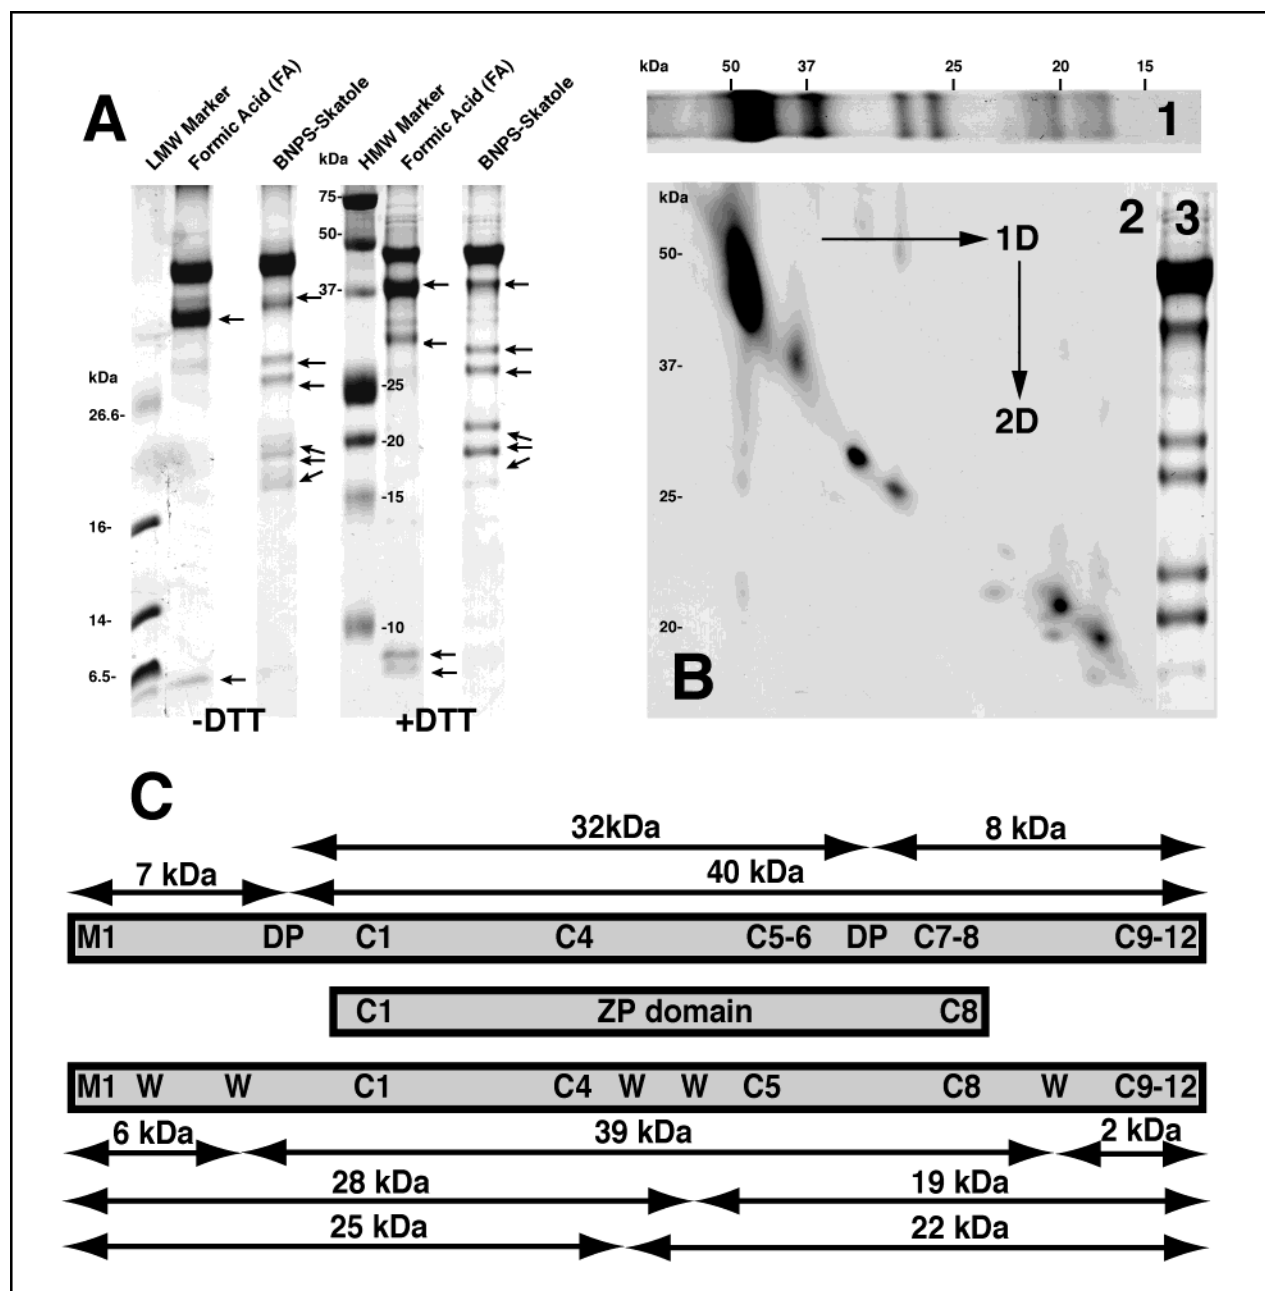 A
LMW Marker
Formic Acid (FA)
BNPS-Skatole
HMW Marker
Formic Acid (FA)
BNPS-Skatole
kDa
75-
50-
37-
-25
-20
-15
-10
kDa
26.6-
16-
14-
6.5-
-DTT
+DTT
kDa 50 37 25 20 15
1
kDa
50-
37-
25-
20-
1D
2D
2
3
B
C
32kDa 8 kDa
7 kDa 40 kDa
M1 DP C1 C4 C5-6 DP C7-8 C9-12
C1 ZP domain C8
M1 W W C1 C4 W W C5 C8 W C9-12
6 kDa 39 kDa 2 kDa
28 kDa 19 kDa
25 kDa 22 kDa